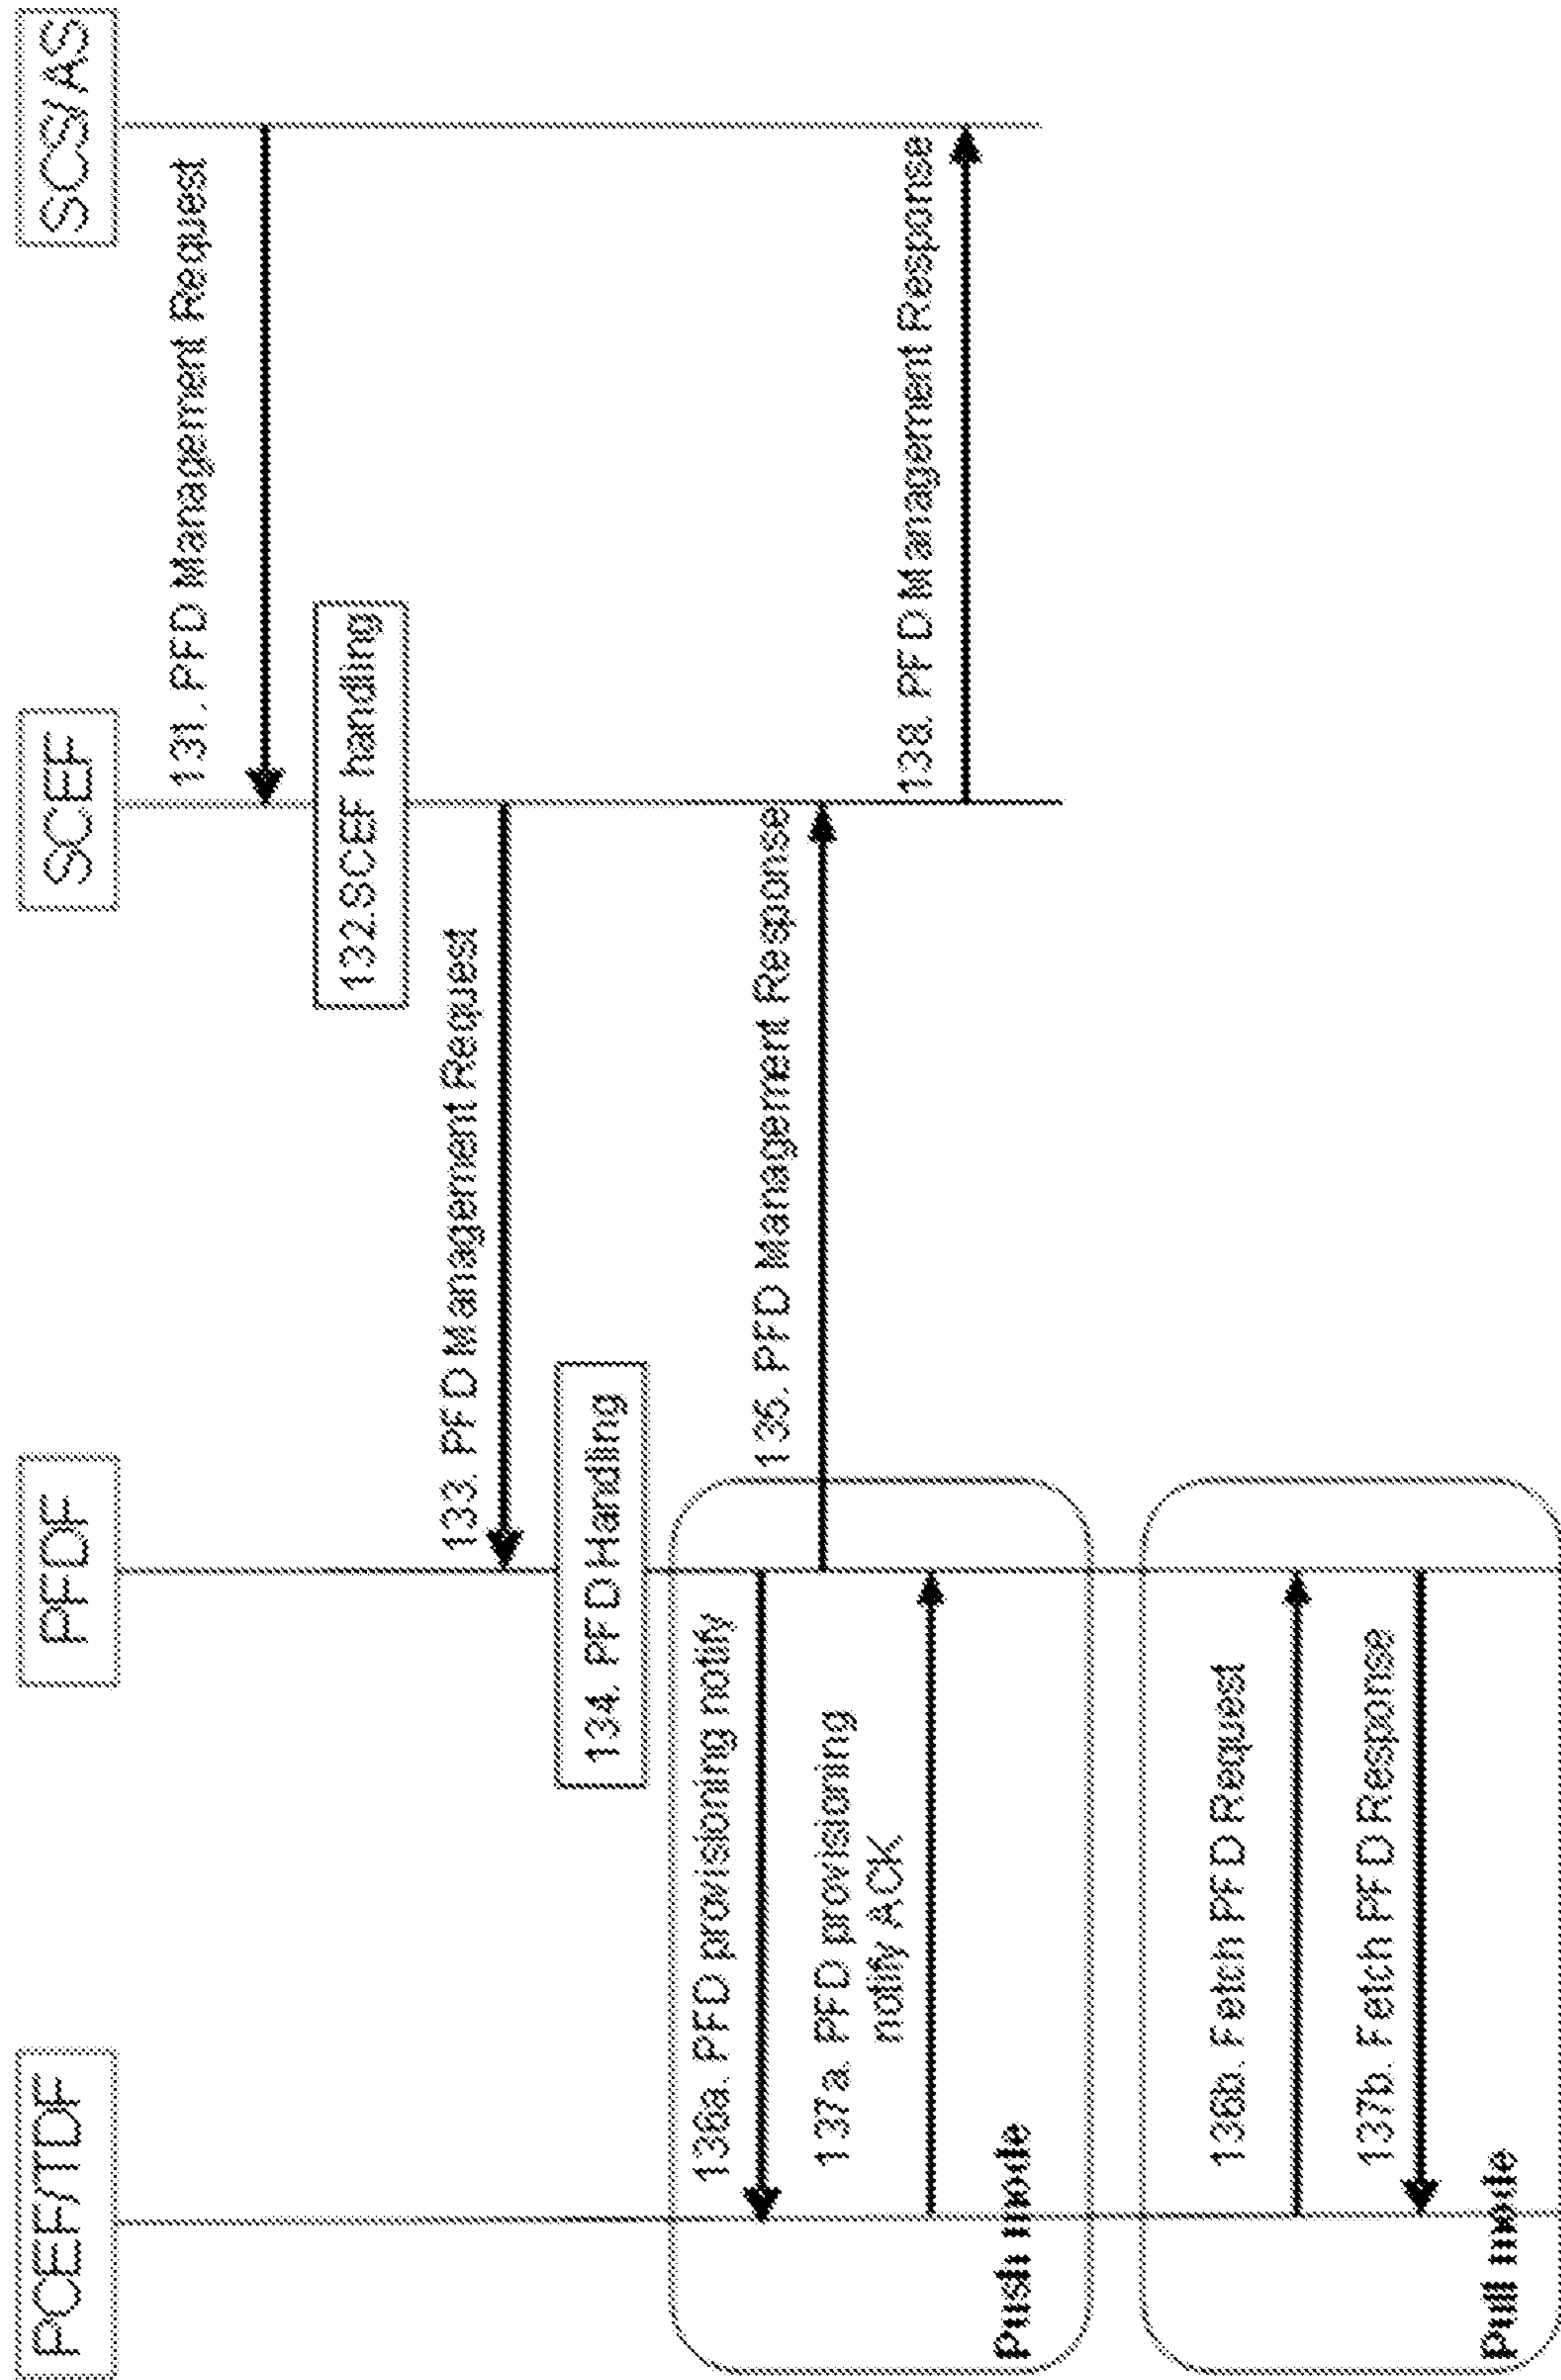 PCEF/TDF
PFDF
SCEF
SCS/AS
131. PFD Management Request
132.SCEF handling
133. PFD Management Request
134. PFD Handling
136a. PFD provisioning notify
135. PFD Management Response
137a. PFD provisioning
notify ACK
138. PFD Management Response
Push mode
136b. Fetch PFD Request
137b. Fetch PFD Response
Pull mode